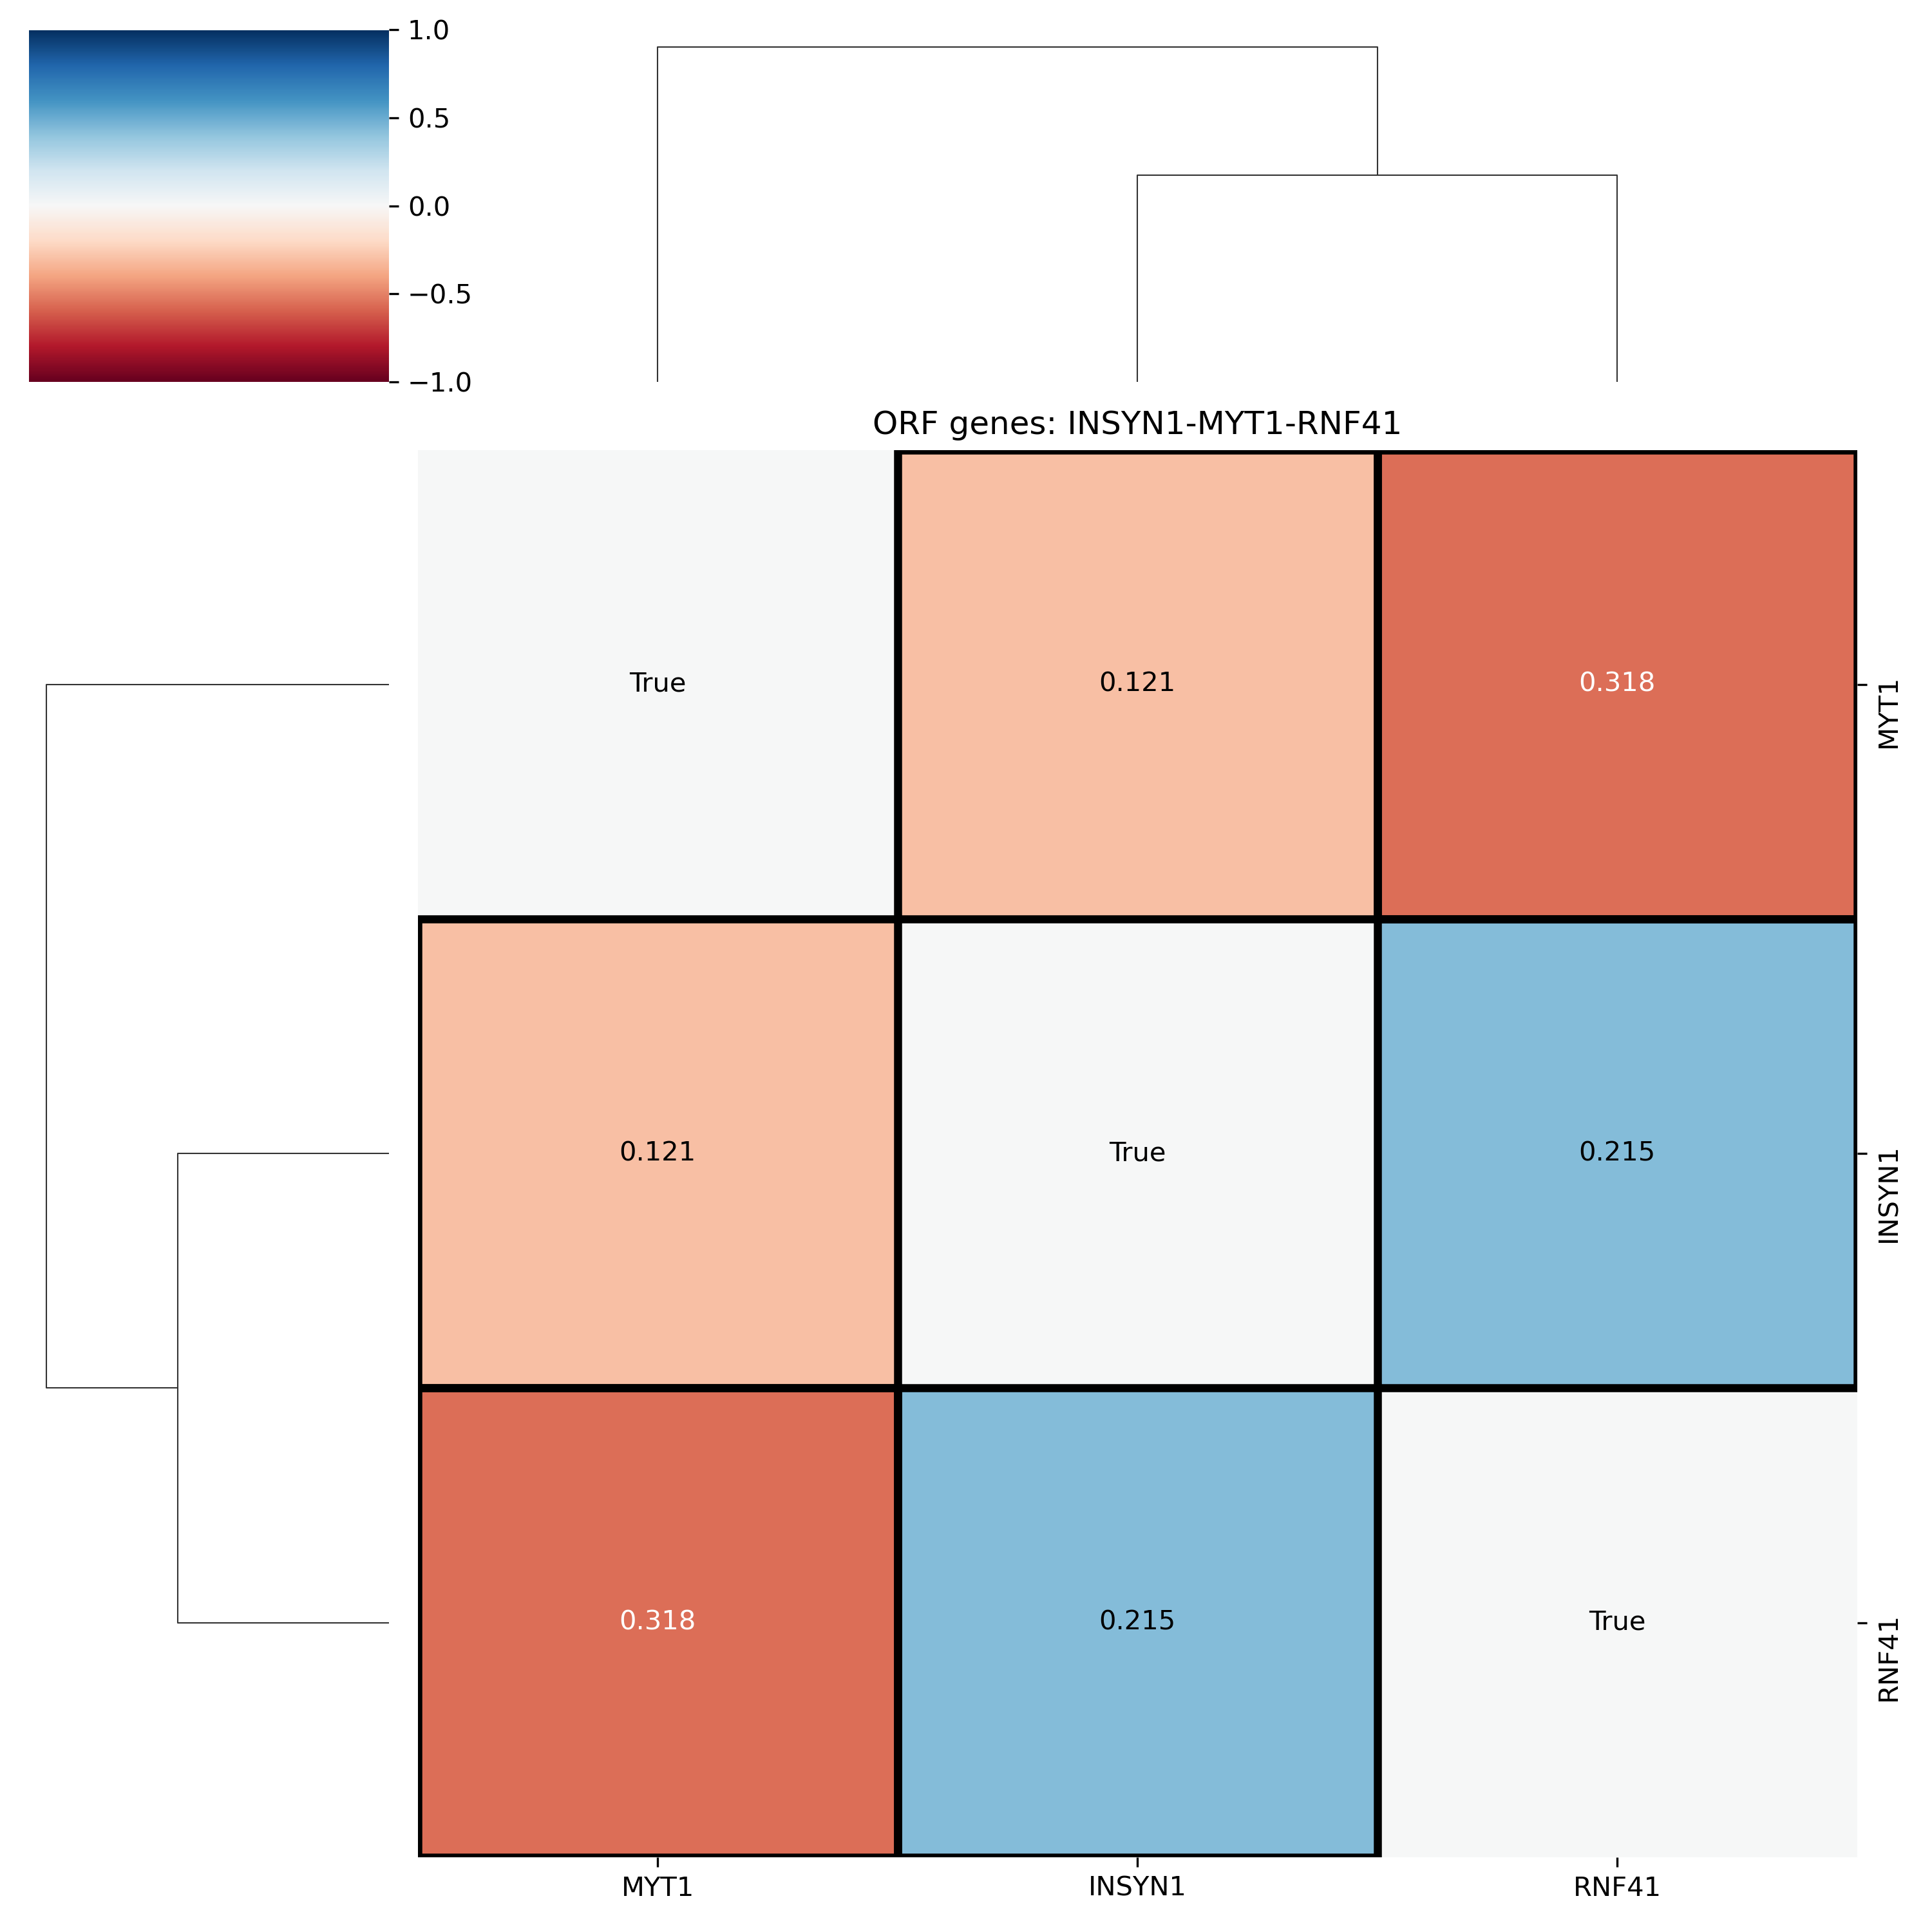 1.0
0.5
0.0
−0.5
−1.0
ORF genes: INSYN1-MYT1-RNF41
True 0.121 0.318 MYT1
0.121 True 0.215 INSYN1
0.318 0.215 True RNF41
MYT1 INSYN1 RNF41